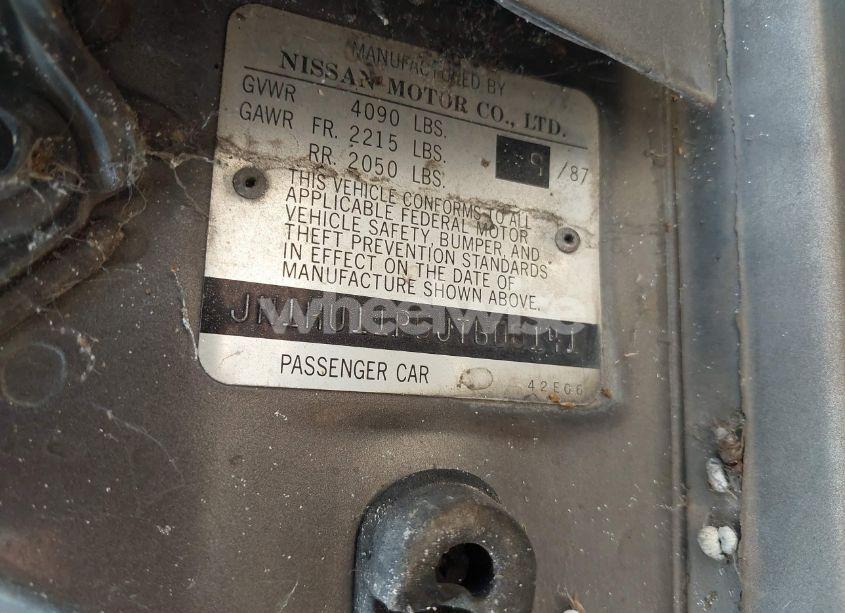 MANUFACTURED BY
NISSAN MOTOR CO., LTD.
GVWR 4090 LBS.
GAWR FR. 2215 LBS. 9 /87
RR. 2050 LBS.
THIS VEHICLE CONFORMS TO ALL
APPLICABLE FEDERAL MOTOR
VEHICLE SAFETY, BUMPER, AND
THEFT PREVENTION STANDARDS
IN EFFECT ON THE DATE OF
MANUFACTURE SHOWN ABOVE.
wheelwise
PASSENGER CAR
42E06